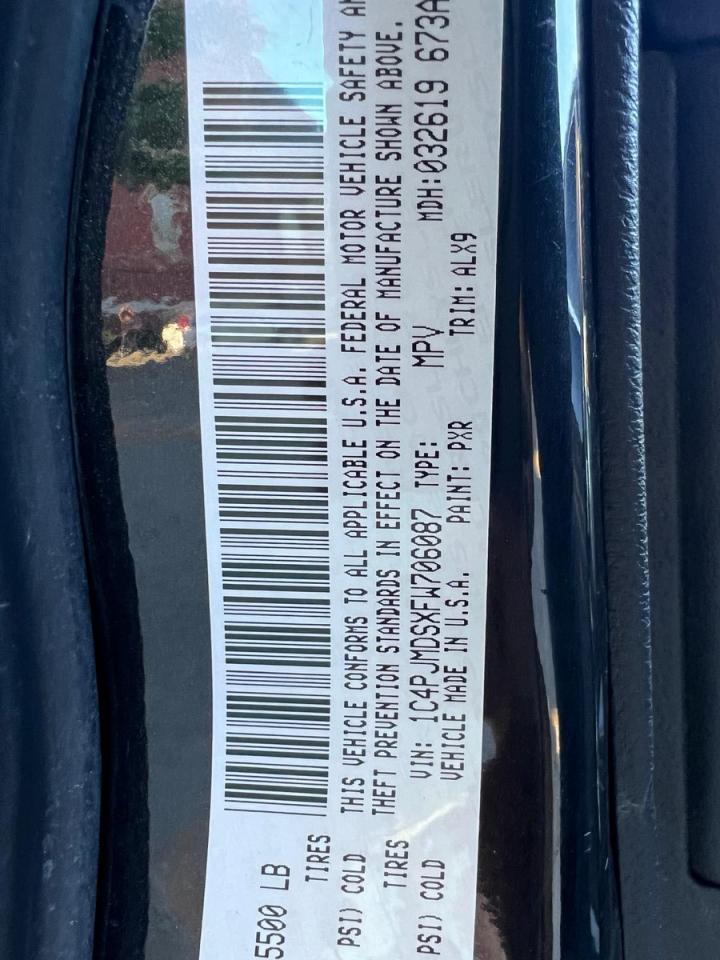 5500 LB
TIRES
PSI) COLD
TIRES
PSI) COLD
THIS VEHICLE CONFORMS TO ALL APPLICABLE U.S.A. FEDERAL MOTOR VEHICLE SAFETY
THEFT PREVENTION STANDARDS IN EFFECT ON THE DATE OF MANUFACTURE SHOWN ABOVE.
VIN: 1C4PJMDSXFW706087 TYPE: MPV MDH:032619 673A
VEHICLE MADE IN U.S.A. PAINT: PXR TRIM: ALX9